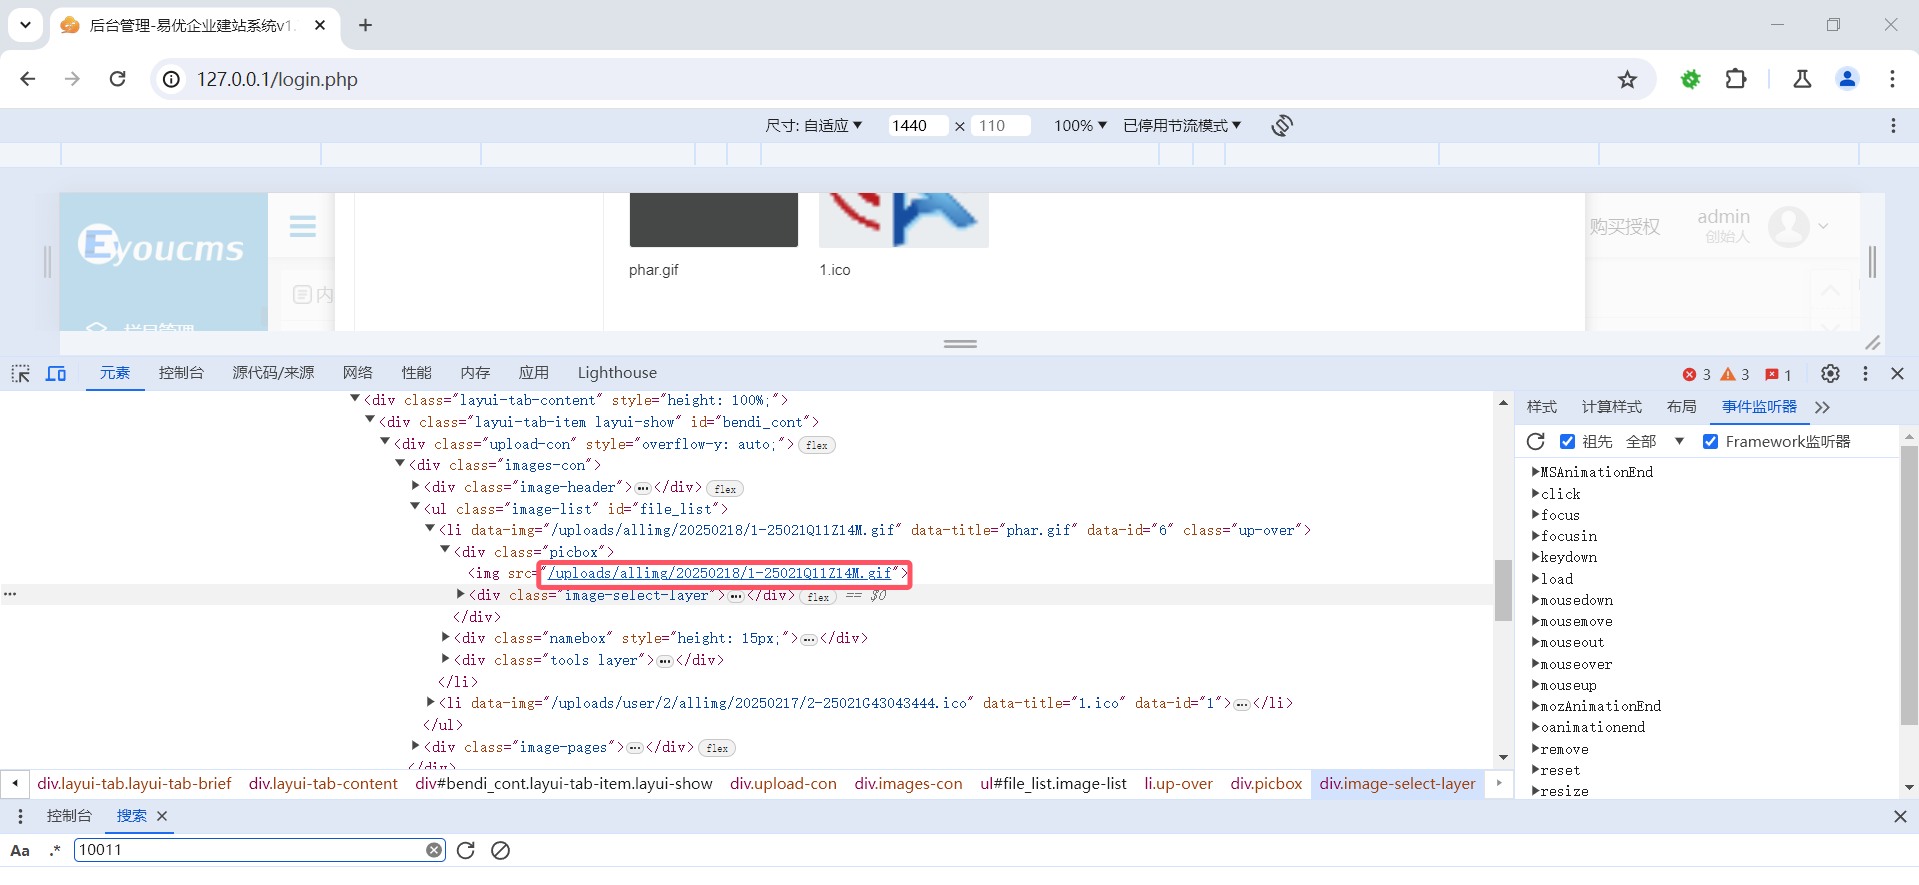 后台管理-易优企业建站系统v1.
127.0.0.1/login.php
尺寸: 自适应 1440 × 110 100% 已停用节流模式
Eyoucms
购买授权
admin
创始人
phar.gif
1.ico
内
栏目管理
元素 控制台 源代码/来源 网络 性能 内存 应用 Lighthouse 3 3 1
<div class="layui-tab-content" style="height: 100%;">
<div class="layui-tab-item layui-show" id="bendi_cont">
<div class="upload-con" style="overflow-y: auto;"> flex
<div class="images-con">
<div class="image-header">…</div> flex
<ul class="image-list" id="file_list">
<li data-img="/uploads/allimg/20250218/1-25021Q11Z14M.gif" data-title="phar.gif" data-id="6" class="up-over">
<div class="picbox">
<img src="/uploads/allimg/20250218/1-25021Q11Z14M.gif">
<div class="image-select-layer">…</div> flex == $0
</div>
<div class="namebox" style="height: 15px;">…</div>
<div class="tools layer">…</div>
</li>
<li data-img="/uploads/user/2/allimg/20250217/2-25021G43043444.ico" data-title="1.ico" data-id="1">…</li>
</ul>
<div class="image-pages">…</div> flex
</div>
样式 计算样式 布局 事件监听器
祖先 全部 Framework监听器
MSAnimationEnd
click
focus
focusin
keydown
load
mousedown
mousemove
mouseout
mouseover
mouseup
mozAnimationEnd
oanimationend
remove
reset
resize
div.layui-tab.layui-tab-brief div.layui-tab-content div#bendi_cont.layui-tab-item.layui-show div.upload-con div.images-con ul#file_list.image-list li.up-over div.picbox div.image-select-layer
控制台 搜索
Aa .* 10011